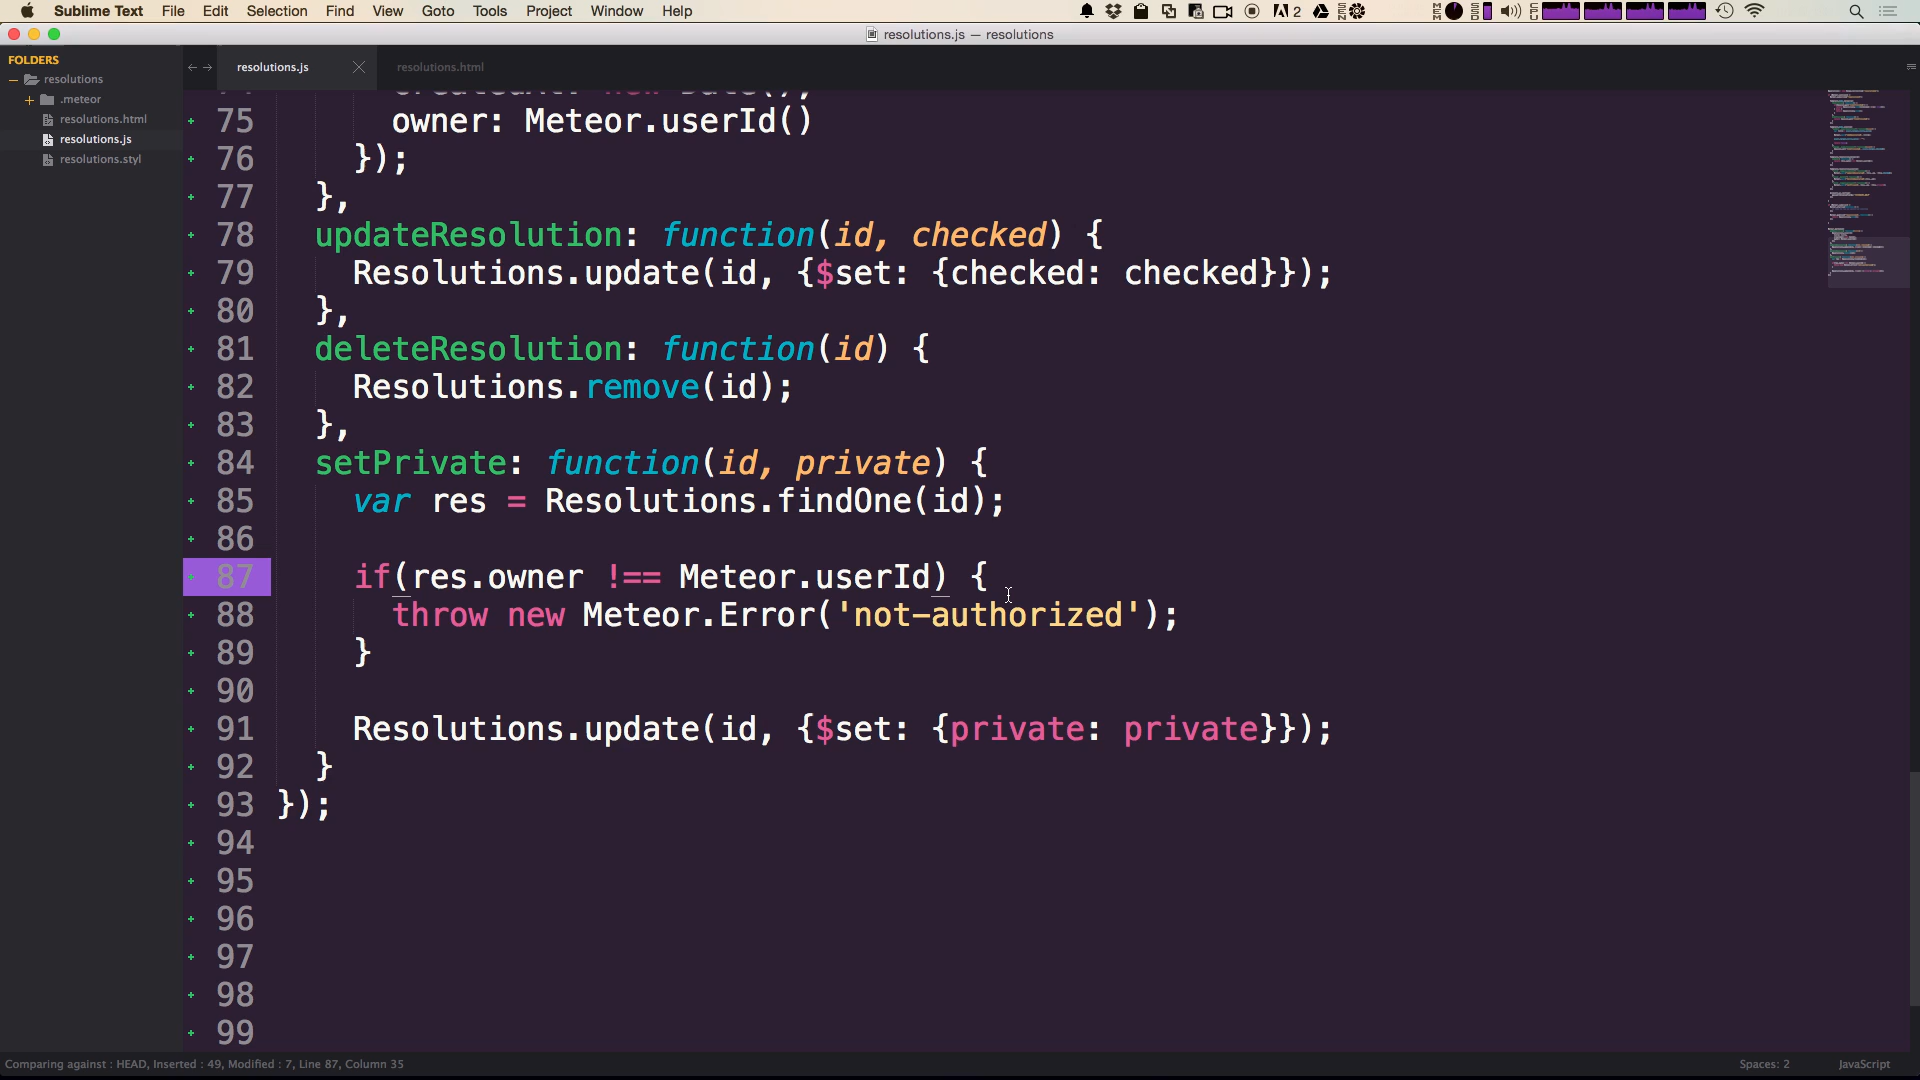 Sublime Text File Edit Selection Find View Goto Tools Project Window Help
2
resolutions.js — resolutions
FOLDERS
resolutions
.meteor
resolutions.html
resolutions.js
resolutions.styl
resolutions.js
resolutions.html
75 owner: Meteor.userId()
76 });
77 },
78 updateResolution: function(id, checked) {
79 Resolutions.update(id, {$set: {checked: checked}});
80 },
81 deleteResolution: function(id) {
82 Resolutions.remove(id);
83 },
84 setPrivate: function(id, private) {
85 var res = Resolutions.findOne(id);
86
87 if(res.owner !== Meteor.userId) {
88 throw new Meteor.Error('not-authorized');
89 }
90
91 Resolutions.update(id, {$set: {private: private}});
92 }
93 });
94
95
96
97
98
99
Comparing against : HEAD, Inserted : 49, Modified : 7, Line 87, Column 35
Spaces: 2
JavaScript